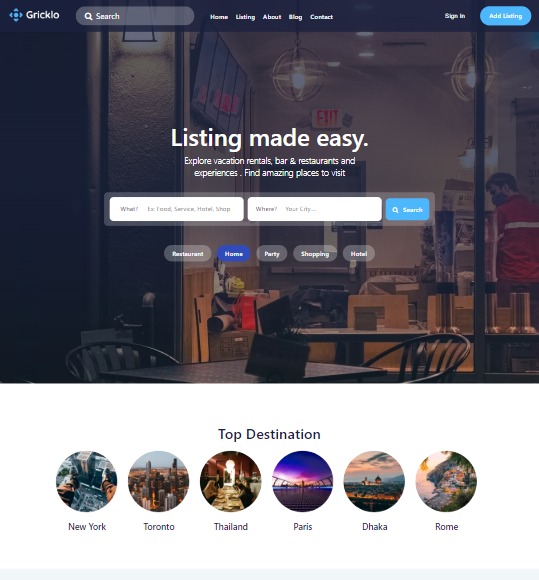 Gricklo
Search
Home Listing About Blog Contact
Sign In
Add Listing
EXIT
Listing made easy.
Explore vacation rentals, bar & restaurants and
experiences . Find amazing places to visit
What? Ex: Food, Service, Hotel, Shop
Where? Your City...
Search
Restaurant Home Party Shopping Hotel
Top Destination
New York Toronto Thailand Paris Dhaka Rome